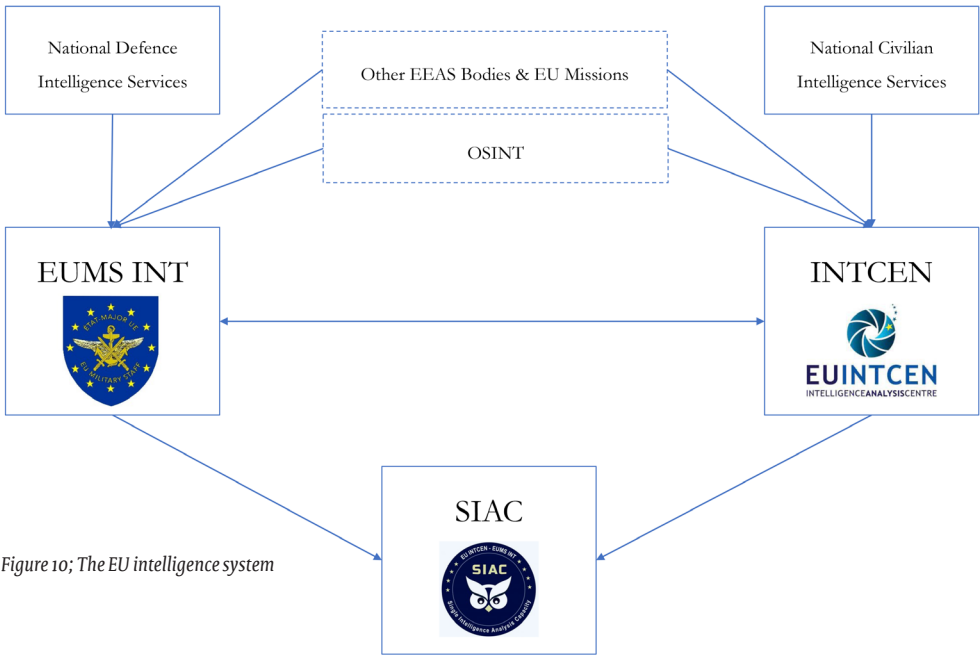 National Defence
Intelligence Services
Other EEAS Bodies & EU Missions
National Civilian
Intelligence Services
OSINT
EUMS INT
ETAT-MAJOR UE
EU MILITARY STAFF
INTCEN
EUINTCEN
INTELLIGENCEANALYSISCENTRE
SIAC
EU INTCEN - EUMS INT
SIAC
Single Intelligence Analysis Capacity
Figure 10; The EU intelligence system